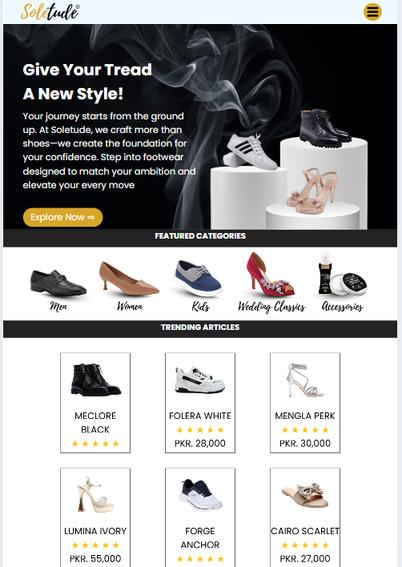 Soletude®
Give Your Tread
A New Style!
Your journey starts from the ground
up. At Soletude, we craft more than
shoes—we create the foundation for
your confidence. Step into footwear
designed to match your ambition and
elevate your every move
Explore Now ⇨
FEATURED CATEGORIES
Men
Women
Kids
Wedding Classics
Accessories
TRENDING ARTICLES
MECLORE
BLACK
FOLERA WHITE
PKR. 28,000
MENGLA PERK
PKR. 30,000
LUMINA IVORY
PKR. 55,000
FORGE
ANCHOR
CAIRO SCARLET
PKR. 27,000